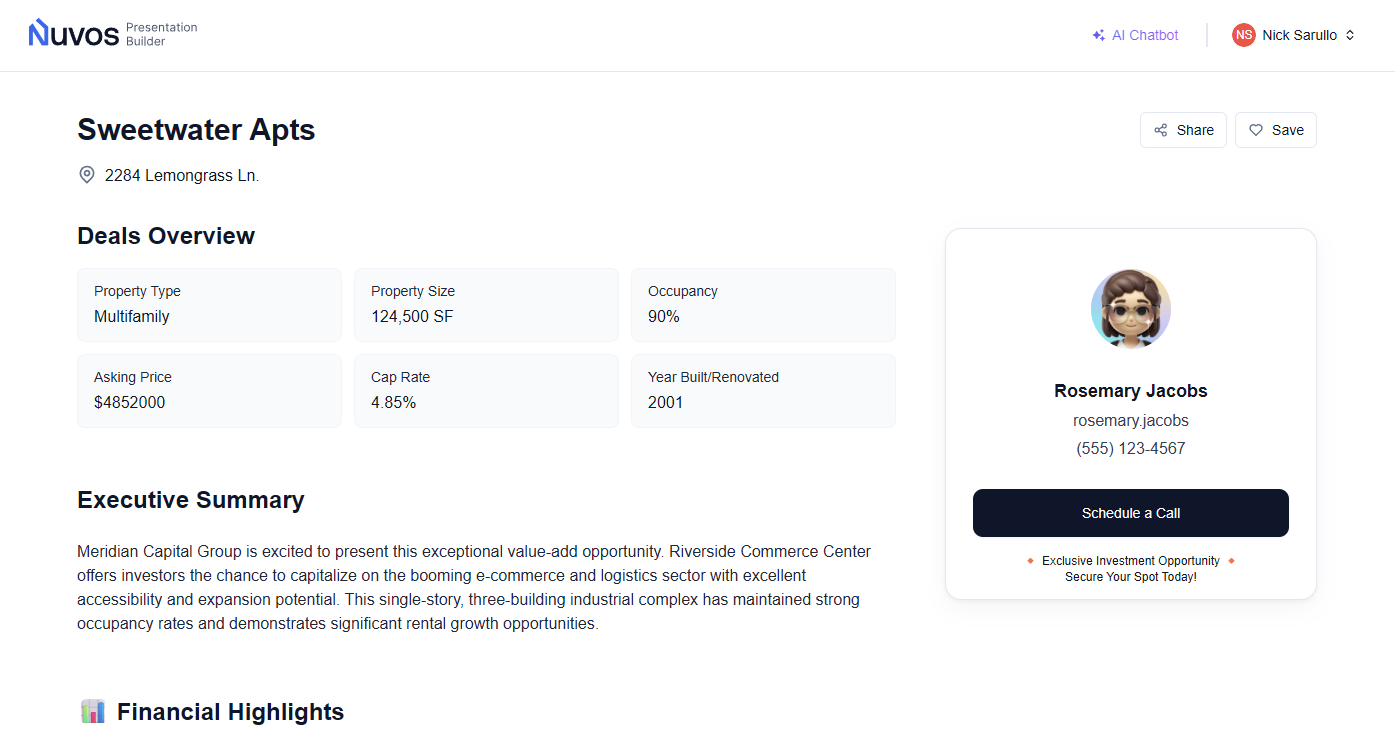 Nuvos Presentation Builder
AI Chatbot
NS Nick Sarullo
Sweetwater Apts
Share
Save
2284 Lemongrass Ln.
Deals Overview
Property Type
Multifamily
Property Size
124,500 SF
Occupancy
90%
Asking Price
$4852000
Cap Rate
4.85%
Year Built/Renovated
2001
Rosemary Jacobs
rosemary.jacobs
(555) 123-4567
Schedule a Call
Exclusive Investment Opportunity
Secure Your Spot Today!
Executive Summary
Meridian Capital Group is excited to present this exceptional value-add opportunity. Riverside Commerce Center
offers investors the chance to capitalize on the booming e-commerce and logistics sector with excellent
accessibility and expansion potential. This single-story, three-building industrial complex has maintained strong
occupancy rates and demonstrates significant rental growth opportunities.
Financial Highlights